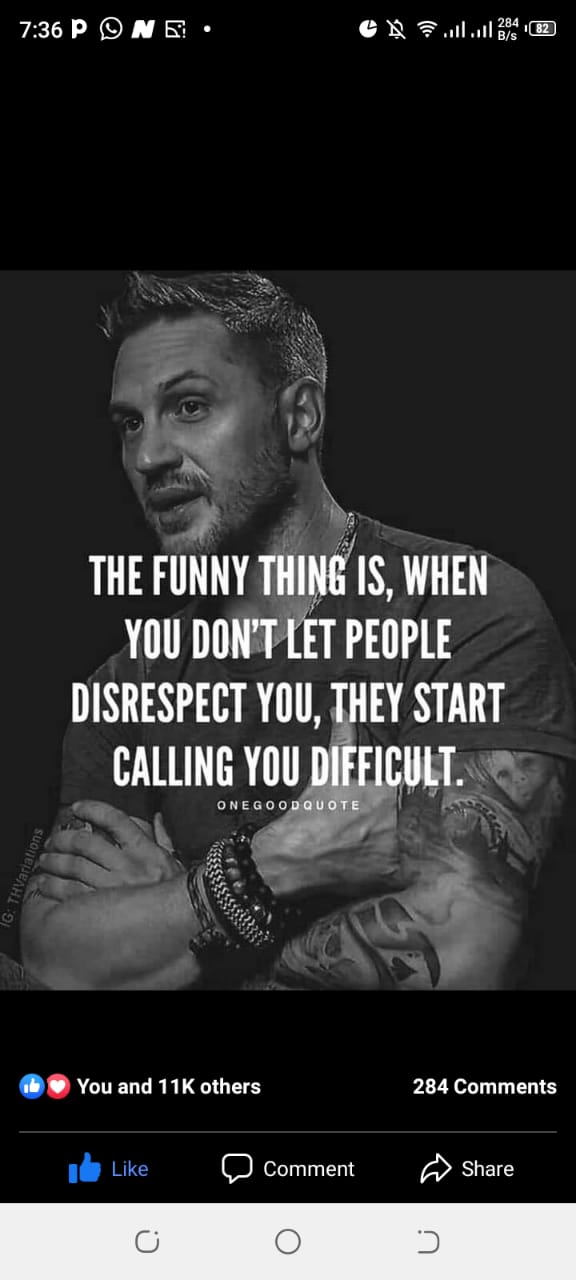 7:36
284
B/s
82
THE FUNNY THING IS, WHEN
YOU DON'T LET PEOPLE
DISRESPECT YOU, THEY START
CALLING YOU DIFFICULT.
ONEGOODQUOTE
IG: THVariations
You and 11K others
284 Comments
Like
Comment
Share